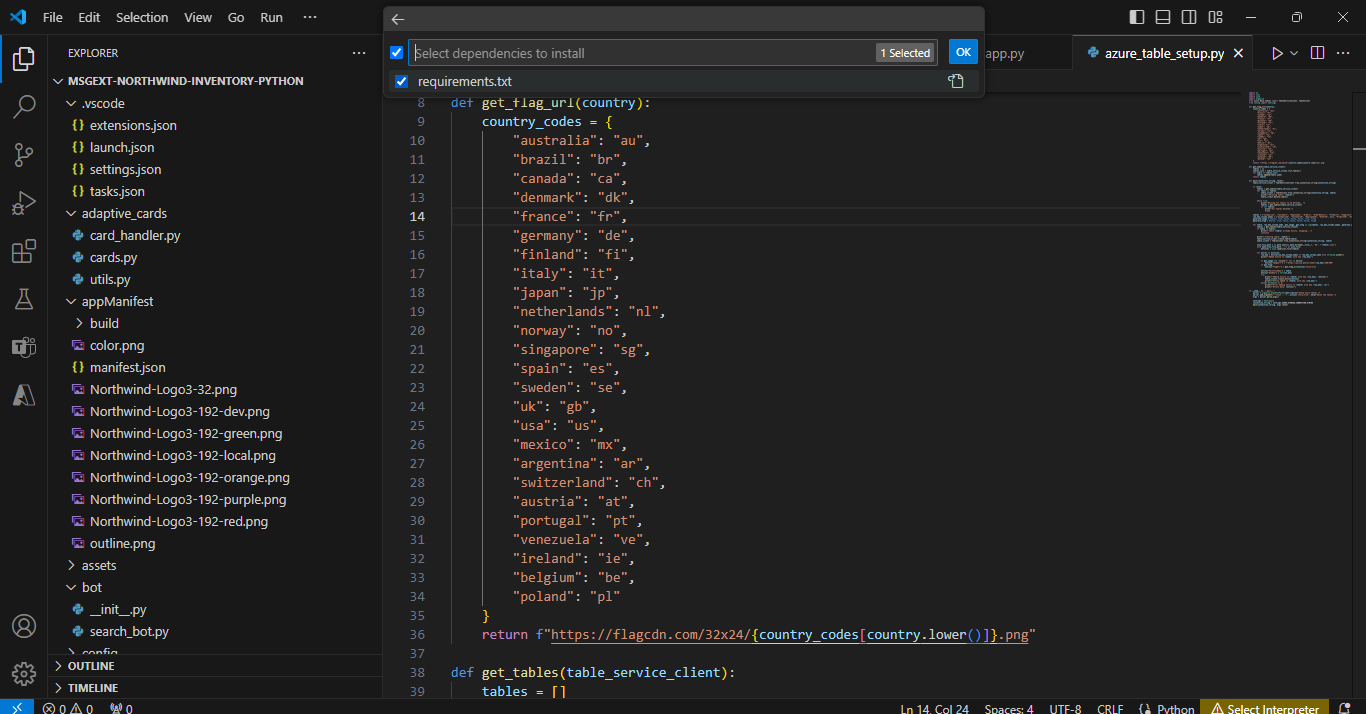 File Edit Selection View Go Run ···
Select dependencies to install 1 Selected OK
requirements.txt
EXPLORER ···
MSGEXT-NORTHWIND-INVENTORY-PYTHON
.vscode
{} extensions.json
{} launch.json
{} settings.json
{} tasks.json
adaptive_cards
card_handler.py
cards.py
utils.py
appManifest
build
color.png
{} manifest.json
Northwind-Logo3-32.png
Northwind-Logo3-192-dev.png
Northwind-Logo3-192-green.png
Northwind-Logo3-192-local.png
Northwind-Logo3-192-orange.png
Northwind-Logo3-192-purple.png
Northwind-Logo3-192-red.png
outline.png
assets
bot
__init__.py
search_bot.py
config
OUTLINE
TIMELINE
app.py azure_table_setup.py ···
8 def get_flag_url(country):
9 country_codes = {
10 "australia": "au",
11 "brazil": "br",
12 "canada": "ca",
13 "denmark": "dk",
14 "france": "fr",
15 "germany": "de",
16 "finland": "fi",
17 "italy": "it",
18 "japan": "jp",
19 "netherlands": "nl",
20 "norway": "no",
21 "singapore": "sg",
22 "spain": "es",
23 "sweden": "se",
24 "uk": "gb",
25 "usa": "us",
26 "mexico": "mx",
27 "argentina": "ar",
28 "switzerland": "ch",
29 "austria": "at",
30 "portugal": "pt",
31 "venezuela": "ve",
32 "ireland": "ie",
33 "belgium": "be",
34 "poland": "pl"
35 }
36 return f"https://flagcdn.com/32x24/{country_codes[country.lower()]}.png"
37
38 def get_tables(table_service_client):
39 tables = []
0 0 0 Ln 14, Col 24 Spaces: 4 UTF-8 CRLF {} Python Select Interpreter